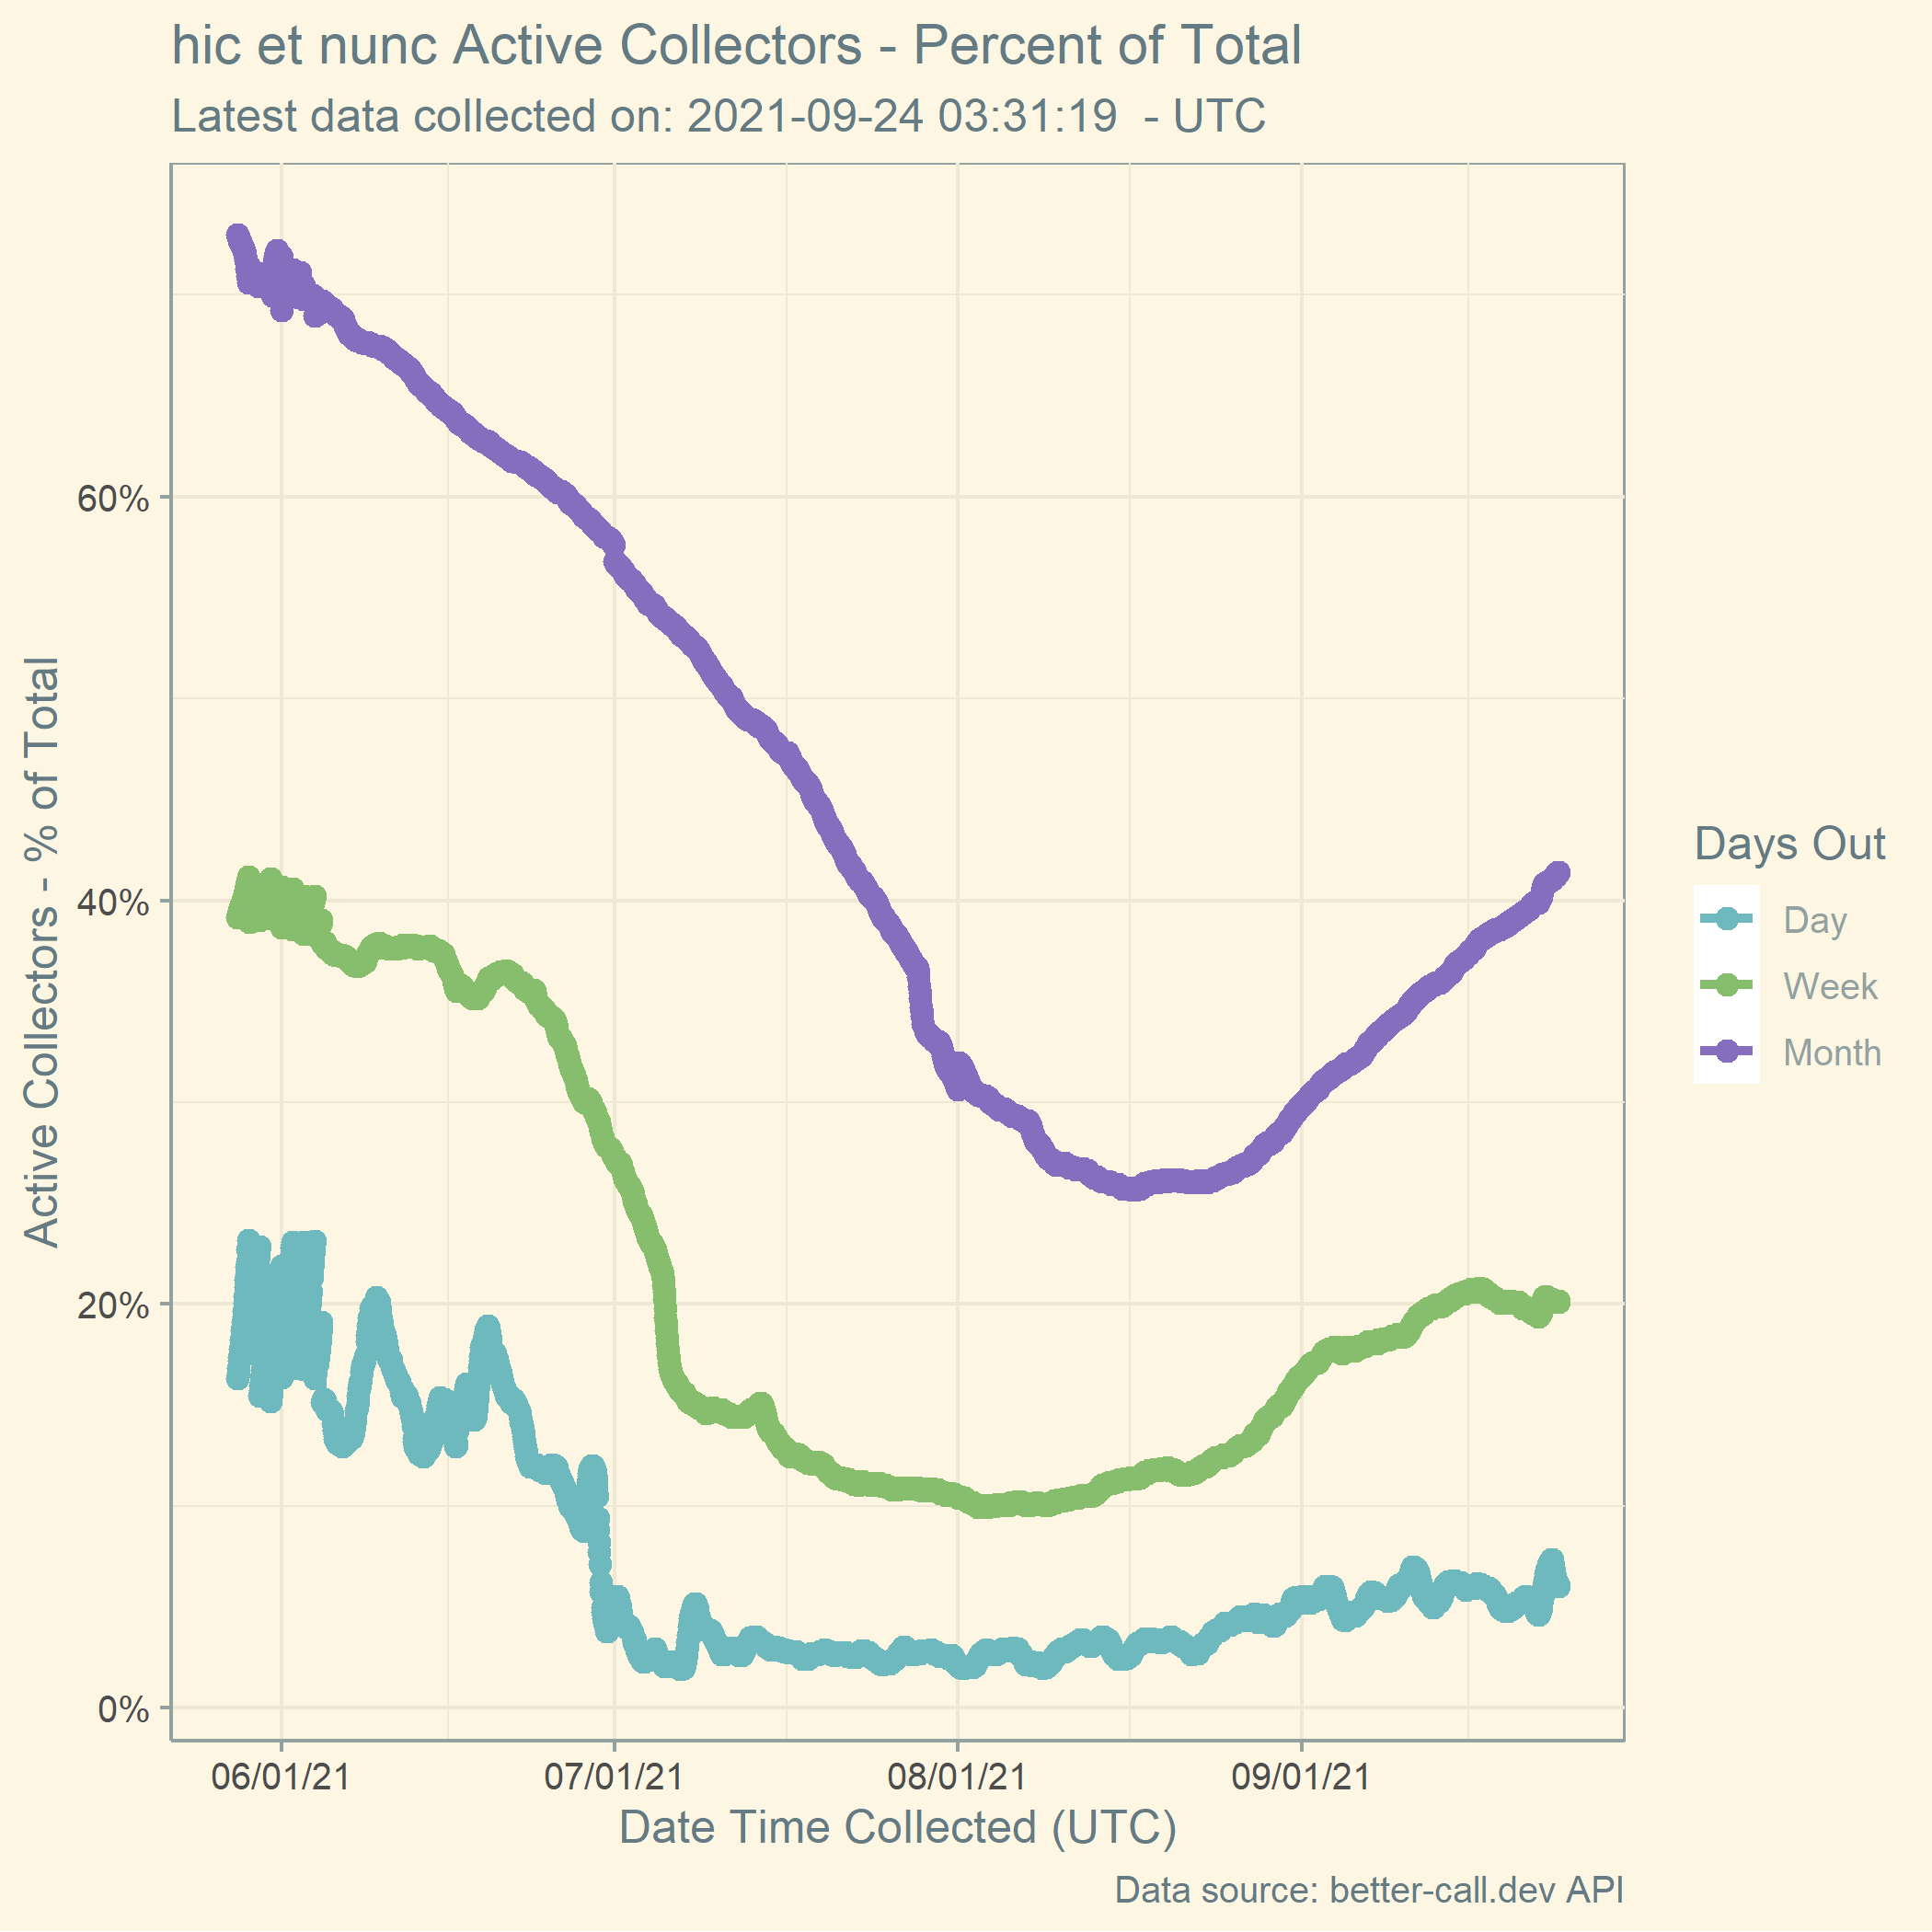 hic et nunc Active Collectors - Percent of Total
Latest data collected on: 2021-09-24 03:31:19  - UTC
Active Collectors - % of Total
60%
40%
20%
0%
06/01/21
07/01/21
08/01/21
09/01/21
Date Time Collected (UTC)
Days Out
Day
Week
Month
Data source: better-call.dev API